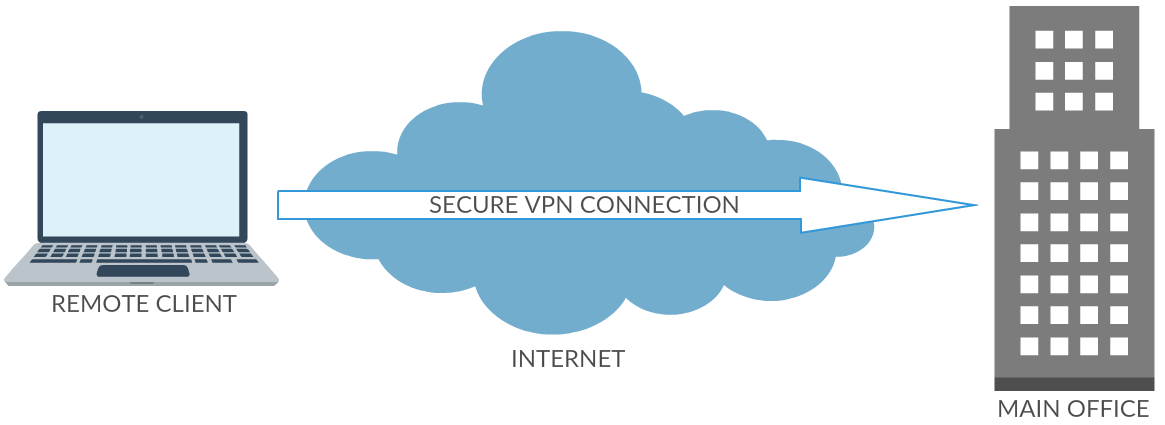 SECURE VPN CONNECTION
REMOTE CLIENT
INTERNET
MAIN OFFICE